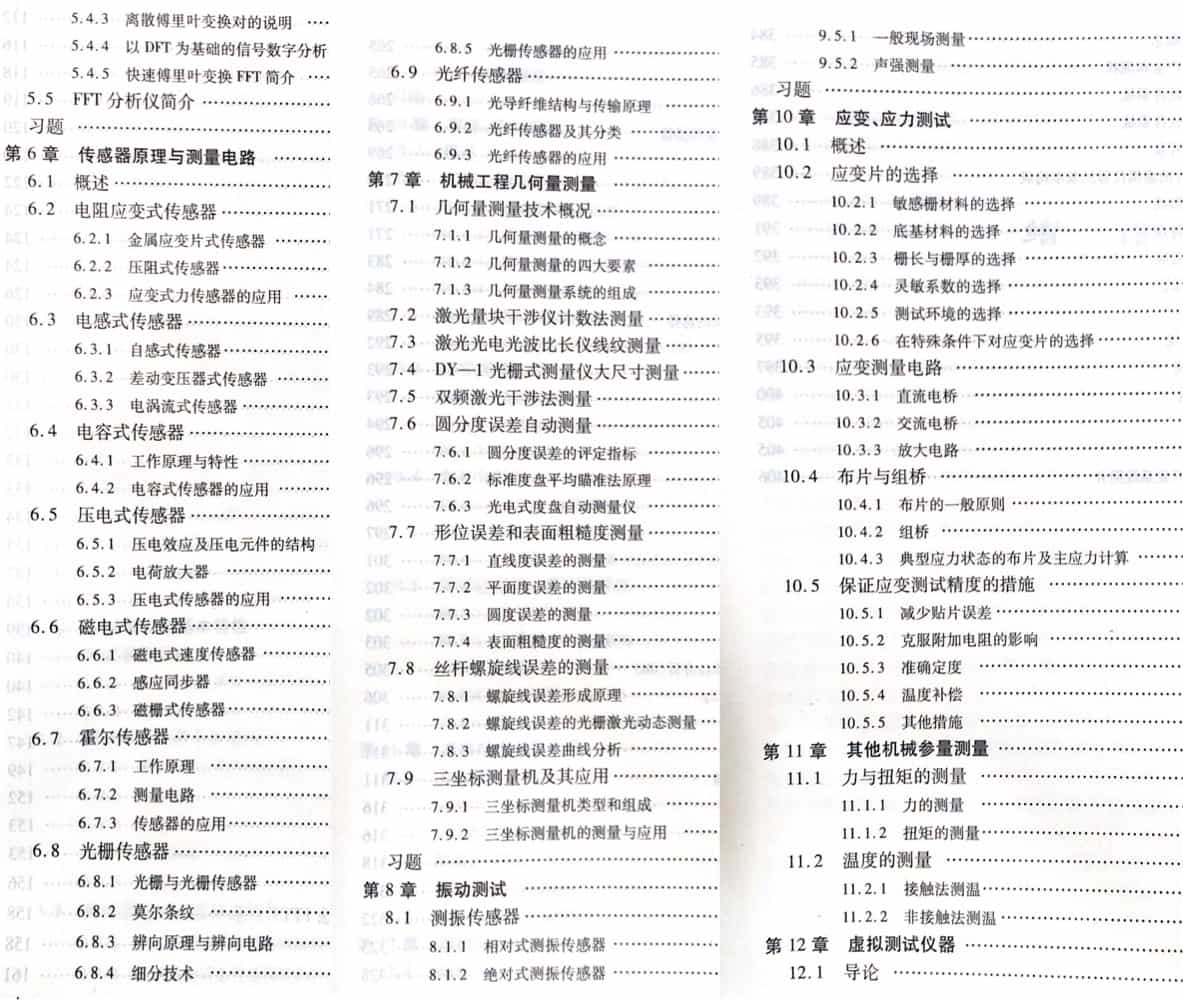 5.4.3 离散傅里叶变换对的说明 ····
5.4.4 以DFT为基础的信号数字分析
5.4.5 快速傅里叶变换FFT简介 ····
5.5 FFT分析仪简介 ················
习题 ································
第6章 传感器原理与测量电路 ··········
6.1 概述 ····························
6.2 电阻应变式传感器 ··············
6.2.1 金属应变片式传感器 ········
6.2.2 压阻式传感器 ··············
6.2.3 应变式力传感器的应用 ······
6.3 电感式传感器 ··················
6.3.1 自感式传感器 ··············
6.3.2 差动变压器式传感器 ········
6.3.3 电涡流式传感器 ············
6.4 电容式传感器 ··················
6.4.1 工作原理与特性 ············
6.4.2 电容式传感器的应用 ········
6.5 压电式传感器 ··················
6.5.1 压电效应及压电元件的结构
6.5.2 电荷放大器 ················
6.5.3 压电式传感器的应用 ········
6.6 磁电式传感器 ··················
6.6.1 磁电式速度传感器 ··········
6.6.2 感应同步器 ················
6.6.3 磁栅式传感器 ··············
6.7 霍尔传感器 ····················
6.7.1 工作原理 ··················
6.7.2 测量电路 ··················
6.7.3 传感器的应用 ··············
6.8 光栅传感器 ····················
6.8.1 光栅与光栅传感器 ··········
6.8.2 莫尔条纹 ··················
6.8.3 辨向原理与辨向电路 ········
6.8.4 细分技术 ··················
6.8.5 光栅传感器的应用 ··········
6.9 光纤传感器 ····················
6.9.1 光导纤维结构与传输原理 ····
6.9.2 光纤传感器及其分类 ········
6.9.3 光纤传感器的应用 ··········
第7章 机械工程几何量测量 ············
7.1 几何量测量技术概况 ············
7.1.1 几何量测量的概念 ··········
7.1.2 几何量测量的四大要素 ······
7.1.3 几何量测量系统的组成 ······
7.2 激光量块干涉仪计数法测量 ······
7.3 激光光电光波比长仪线纹测量 ····
7.4 DY—1光栅式测量仪大尺寸测量 ····
7.5 双频激光干涉法测量 ············
7.6 圆分度误差自动测量 ············
7.6.1 圆分度误差的评定指标 ······
7.6.2 标准度盘平均瞄准法原理 ····
7.6.3 光电式度盘自动测量仪 ······
7.7 形位误差和表面粗糙度测量 ······
7.7.1 直线度误差的测量 ··········
7.7.2 平面度误差的测量 ··········
7.7.3 圆度误差的测量 ············
7.7.4 表面粗糙度的测量 ··········
7.8 丝杆螺旋线误差的测量 ··········
7.8.1 螺旋线误差形成原理 ········
7.8.2 螺旋线误差的光栅激光动态测量 ···
7.8.3 螺旋线误差曲线分析 ········
7.9 三坐标测量机及其应用 ··········
7.9.1 三坐标测量机类型和组成 ····
7.9.2 三坐标测量机的测量与应用 ····
习题 ································
第8章 振动测试 ······················
8.1 测振传感器 ····················
8.1.1 相对式测振传感器 ··········
8.1.2 绝对式测振传感器 ··········
9.5.1 一般现场测量 ··············
9.5.2 声强测量 ··················
习题 ································
第10章 应变、应力测试 ················
10.1 概述 ··························
10.2 应变片的选择 ··················
10.2.1 敏感栅材料的选择 ··········
10.2.2 底基材料的选择 ············
10.2.3 栅长与栅厚的选择 ··········
10.2.4 灵敏系数的选择 ············
10.2.5 测试环境的选择 ············
10.2.6 在特殊条件下对应变片的选择 ····
10.3 应变测量电路 ··················
10.3.1 直流电桥 ··················
10.3.2 交流电桥 ··················
10.3.3 放大电路 ··················
10.4 布片与组桥 ····················
10.4.1 布片的一般原则 ············
10.4.2 组桥 ······················
10.4.3 典型应力状态的布片及主应力计算 ····
10.5 保证应变测试精度的措施 ········
10.5.1 减少贴片误差 ··············
10.5.2 克服附加电阻的影响 ········
10.5.3 准确定度 ··················
10.5.4 温度补偿 ··················
10.5.5 其他措施 ··················
第11章 其他机械参量测量 ··············
11.1 力与扭矩的测量 ················
11.1.1 力的测量 ··················
11.1.2 扭矩的测量 ················
11.2 温度的测量 ····················
11.2.1 接触法测温 ················
11.2.2 非接触法测温 ··············
第12章 虚拟测试仪器 ··················
12.1 导论 ··························